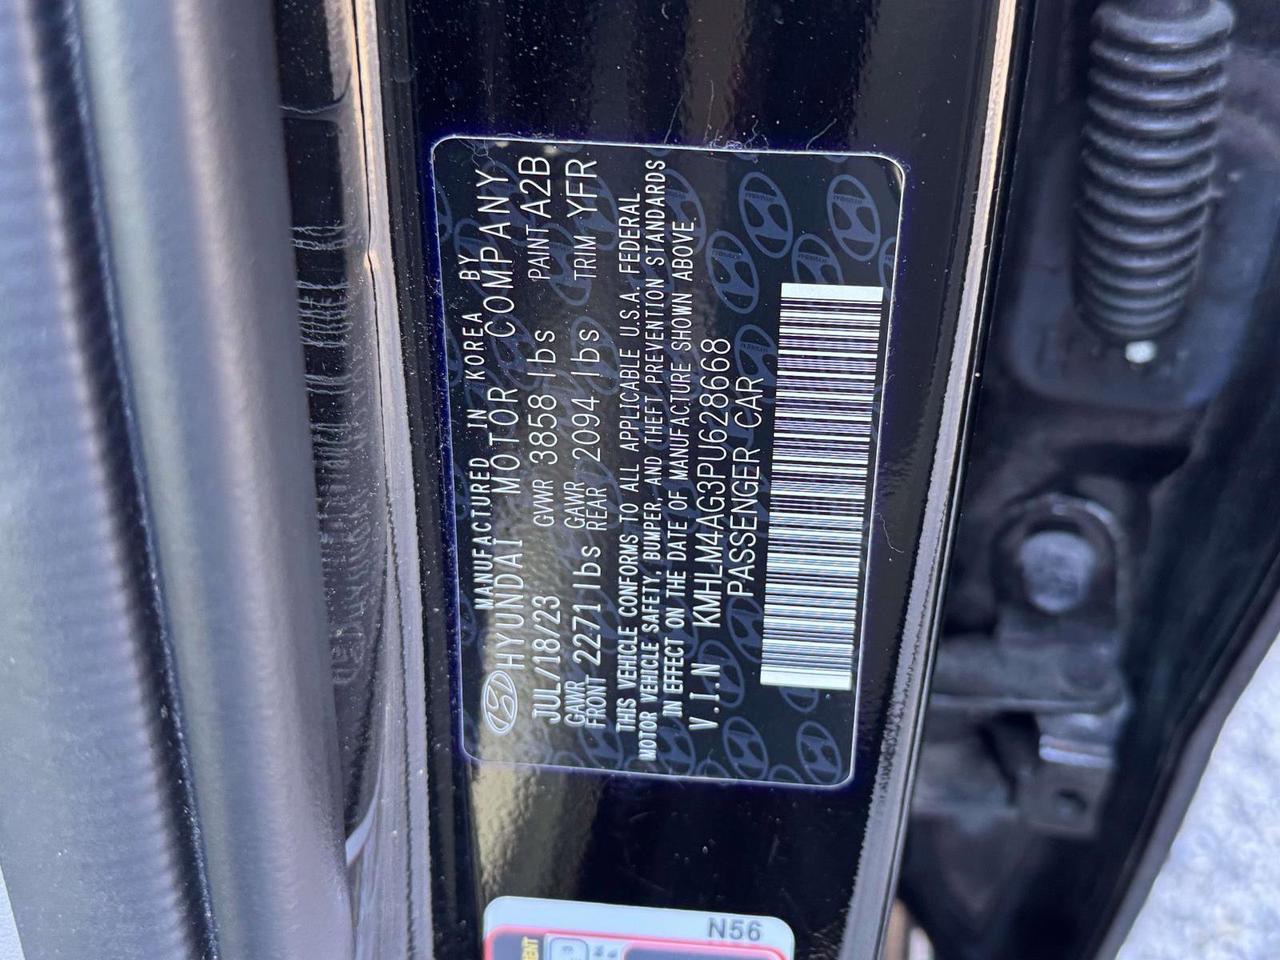 MANUFACTURED IN KOREA BY
HYUNDAI MOTOR COMPANY
JUL/18/23 GVWR 3858 lbs PAINT A2B
GAWR FRONT 2271 lbs GAWR REAR 2094 lbs TRIM YFR
THIS VEHICLE CONFORMS TO ALL APPLICABLE U.S.A. FEDERAL
MOTOR VEHICLE SAFETY, BUMPER, AND THEFT PREVENTION STANDARDS
IN EFFECT ON THE DATE OF MANUFACTURE SHOWN ABOVE.
V.I.N KMHLM4AG3PU628668
PASSENGER CAR
N56